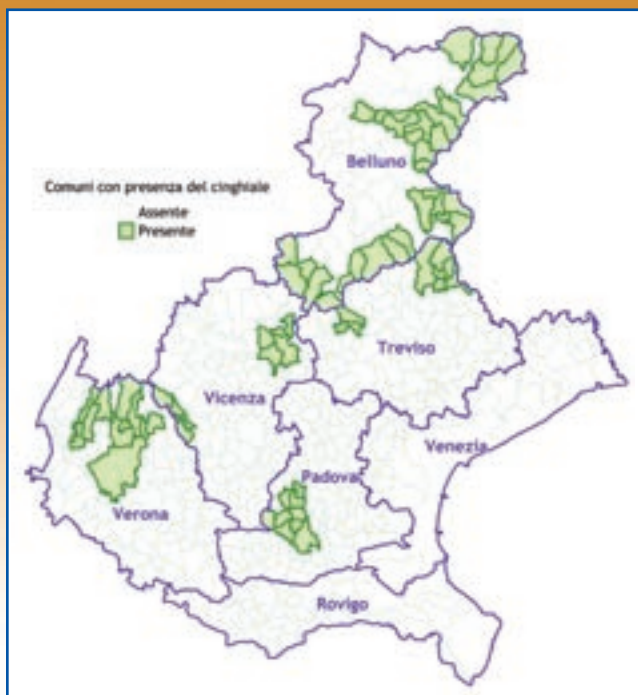 Belluno
Comuni con presenza del cinghiale
Assente
Presente
Treviso
Vicenza
Venezia
Padova
Verona
Rovigo